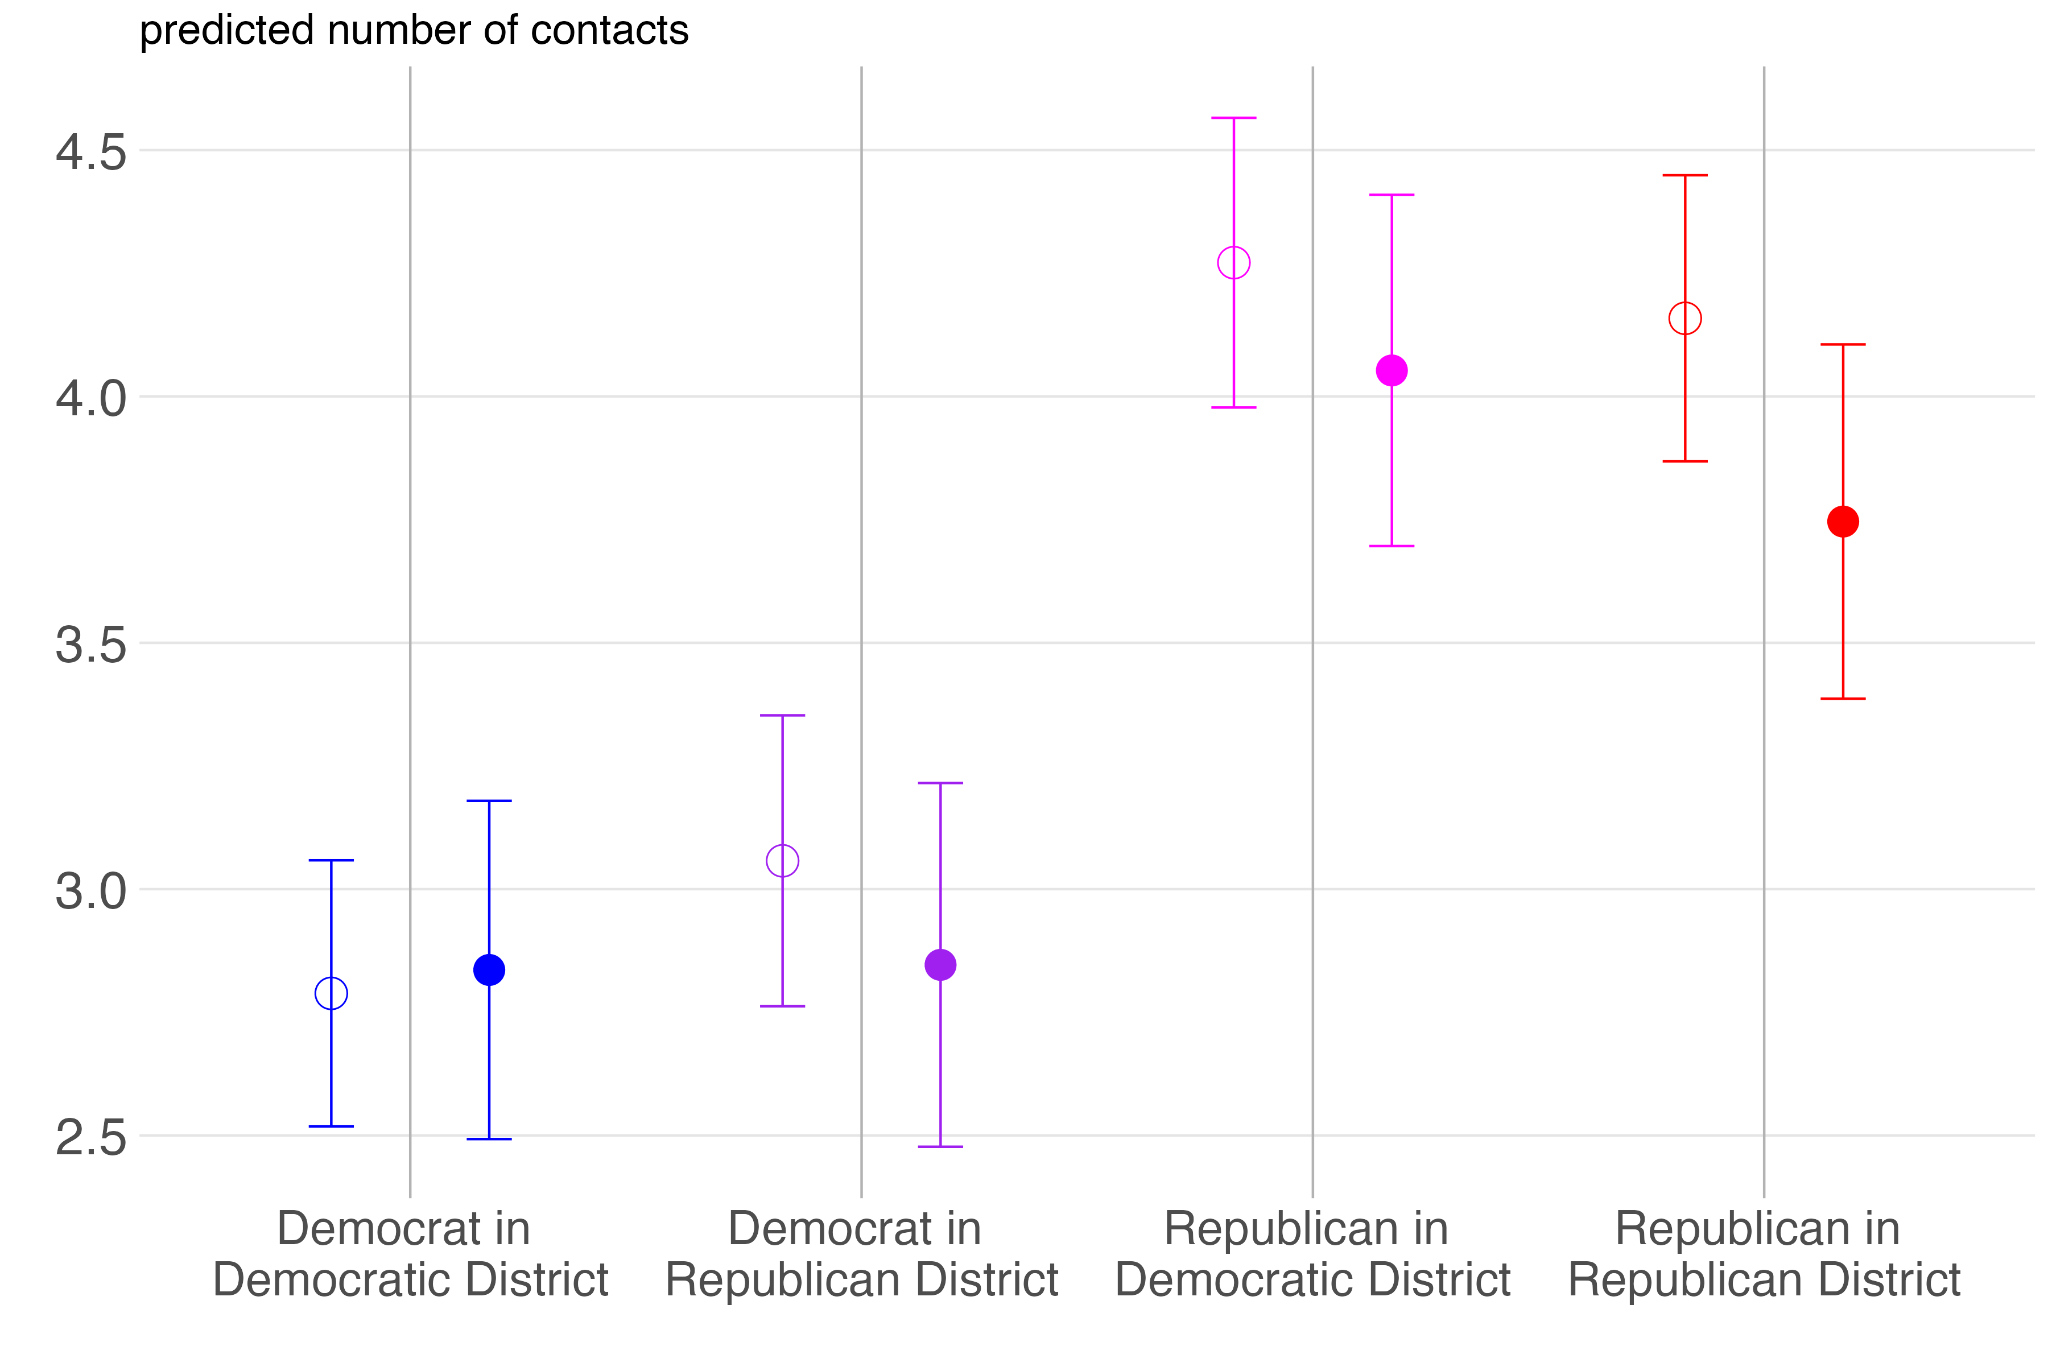 predicted number of contacts
4.5
4.0
3.5
3.0
2.5
Democrat in
Democratic District
Democrat in
Republican District
Republican in
Democratic District
Republican in
Republican District